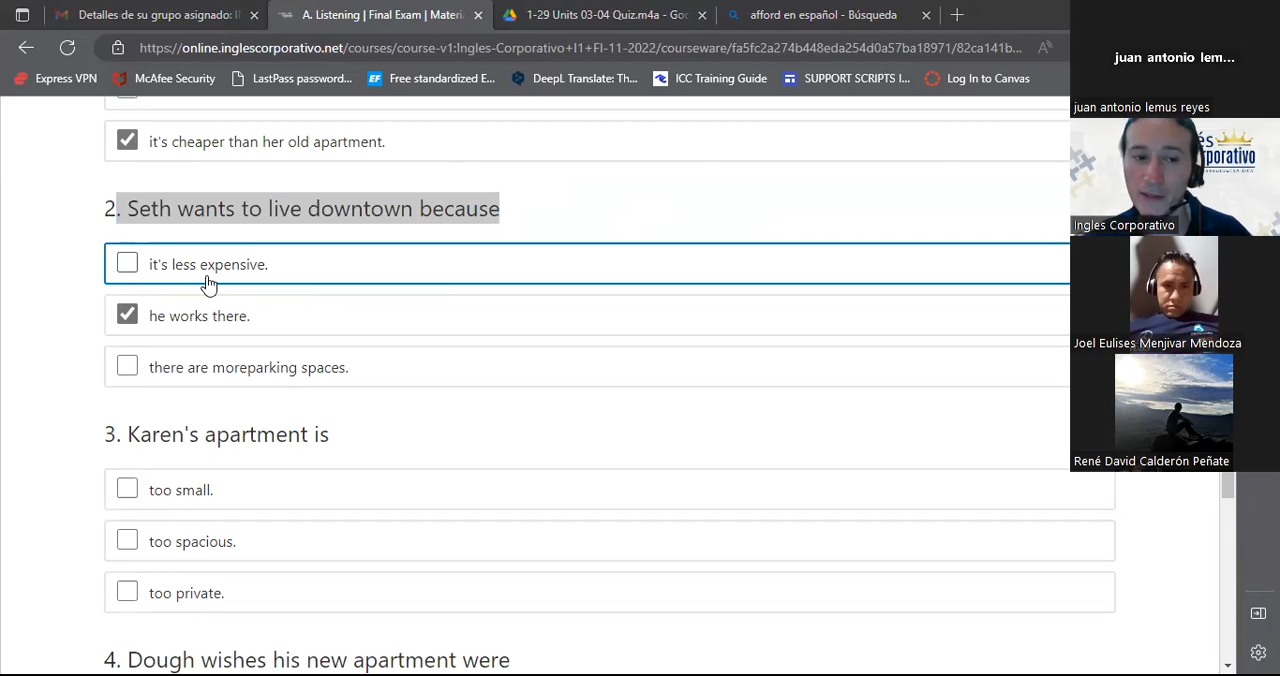 Detalles de su grupo asignado: II
A. Listening | Final Exam | Materi
1-29 Units 03-04 Quiz.m4a - Goo
afford en español - Búsqueda
https://online.inglescorporativo.net/courses/course-v1:Ingles-Corporativo+I1+FI-11-2022/courseware/fa5fc2a274b448eda254d0a57ba18971/82ca141b...
Express VPN
McAfee Security
LastPass password...
Free standardized E...
DeepL Translate: Th...
ICC Training Guide
SUPPORT SCRIPTS I...
Log In to Canvas
it's cheaper than her old apartment.
2. Seth wants to live downtown because
it's less expensive.
he works there.
there are moreparking spaces.
3. Karen's apartment is
too small.
too spacious.
too private.
4. Dough wishes his new apartment were
juan antonio lem...
juan antonio lemus reyes
és
rporativo
Ingles Corporativo
Joel Eulises Menjivar Mendoza
René David Calderón Peñate